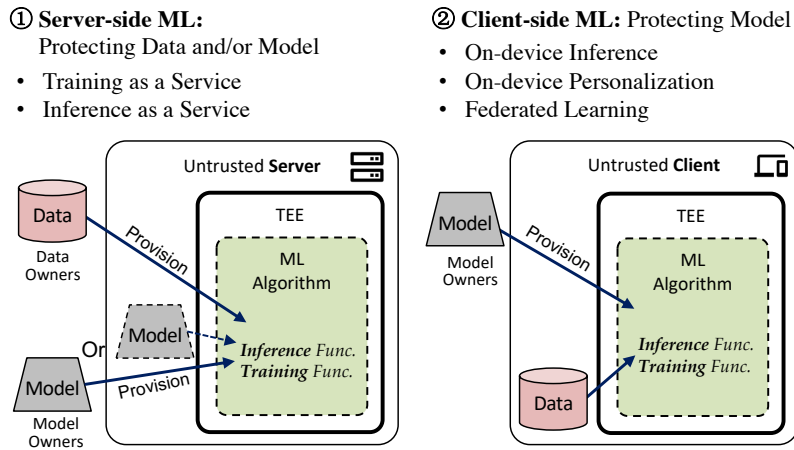 ① Server-side ML:
Protecting Data and/or Model
• Training as a Service
• Inference as a Service
Untrusted Server
TEE
Data
Data
Owners
Provision
ML
Algorithm
Model
Or
Inference Func.
Training Func.
Model
Provision
Model
Owners
② Client-side ML: Protecting Model
• On-device Inference
• On-device Personalization
• Federated Learning
Untrusted Client
TEE
Model
Model
Owners
Provision
ML
Algorithm
Inference Func.
Training Func.
Data